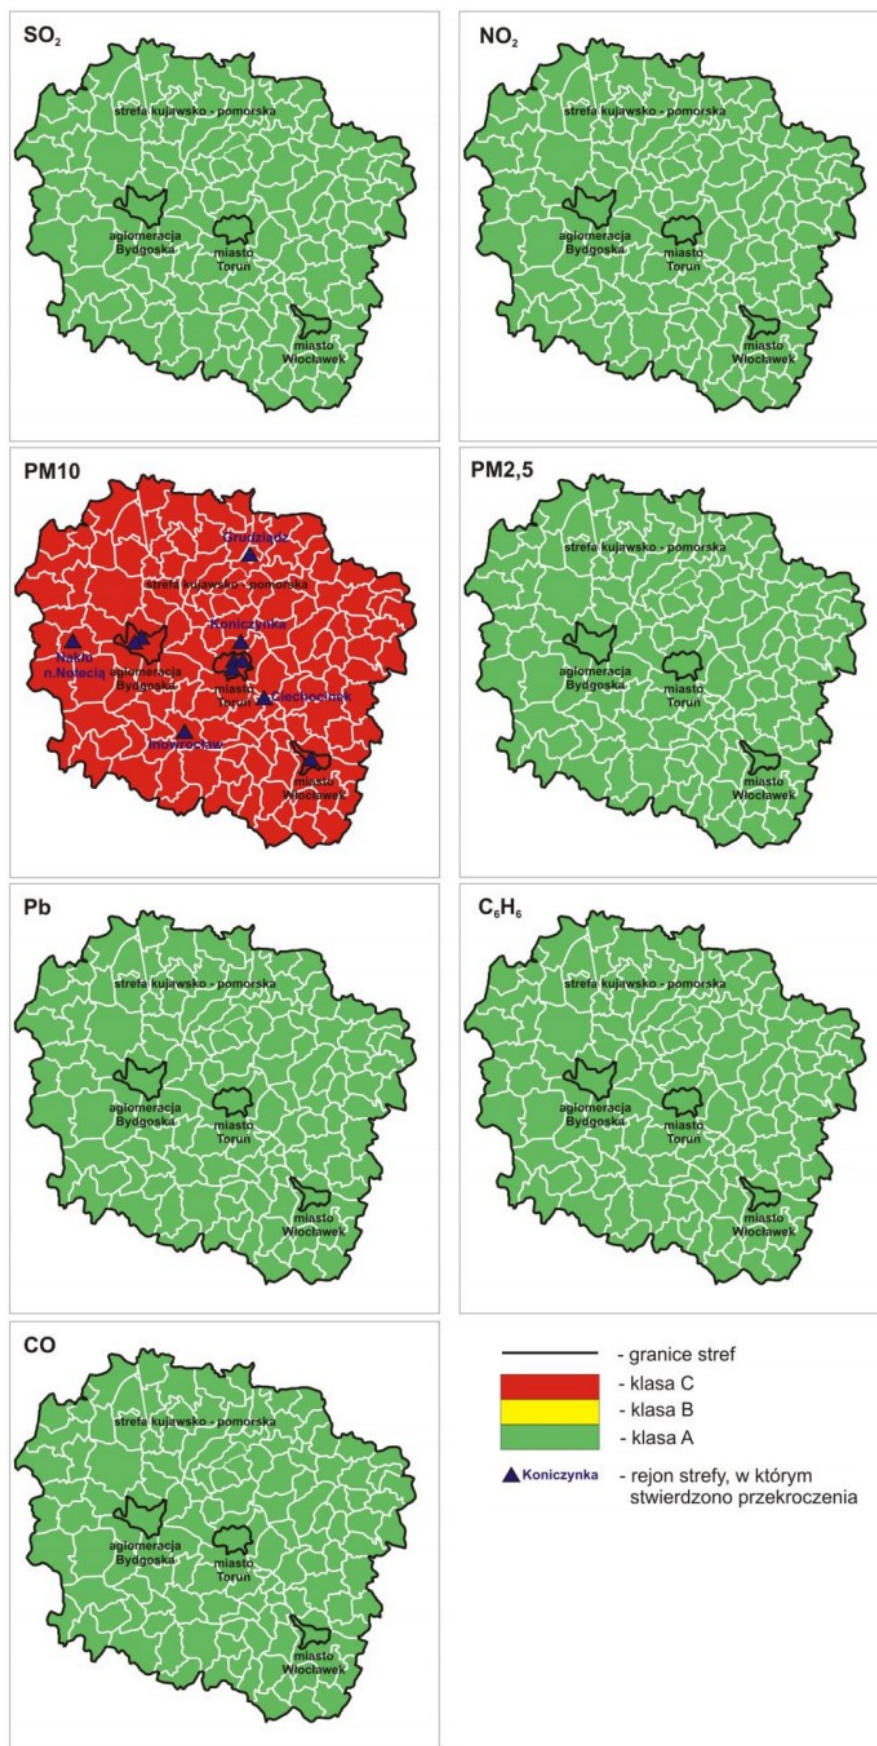 SO₂
strefa kujawsko - pomorska
aglomeracja
Bydgoska
miasto
Toruń
miasto
Włocławek
NO₂
strefa kujawsko - pomorska
aglomeracja
Bydgoska
miasto
Toruń
miasto
Włocławek
PM10
Grudziądz
strefa kujawsko - pomorska
Koniczynka
Nakło
n.Notecią
aglomeracja
Bydgoska
miasto
Toruń
Ciechocinek
Inowrocław
miasto
Włocławek
PM2,5
strefa kujawsko - pomorska
aglomeracja
Bydgoska
miasto
Toruń
miasto
Włocławek
Pb
strefa kujawsko - pomorska
aglomeracja
Bydgoska
miasto
Toruń
miasto
Włocławek
C₆H₆
strefa kujawsko - pomorska
aglomeracja
Bydgoska
miasto
Toruń
miasto
Włocławek
CO
strefa kujawsko - pomorska
aglomeracja
Bydgoska
miasto
Toruń
miasto
Włocławek
- granice stref
- klasa C
- klasa B
- klasa A
Koniczynka - rejon strefy, w którym
stwierdzono przekroczenia